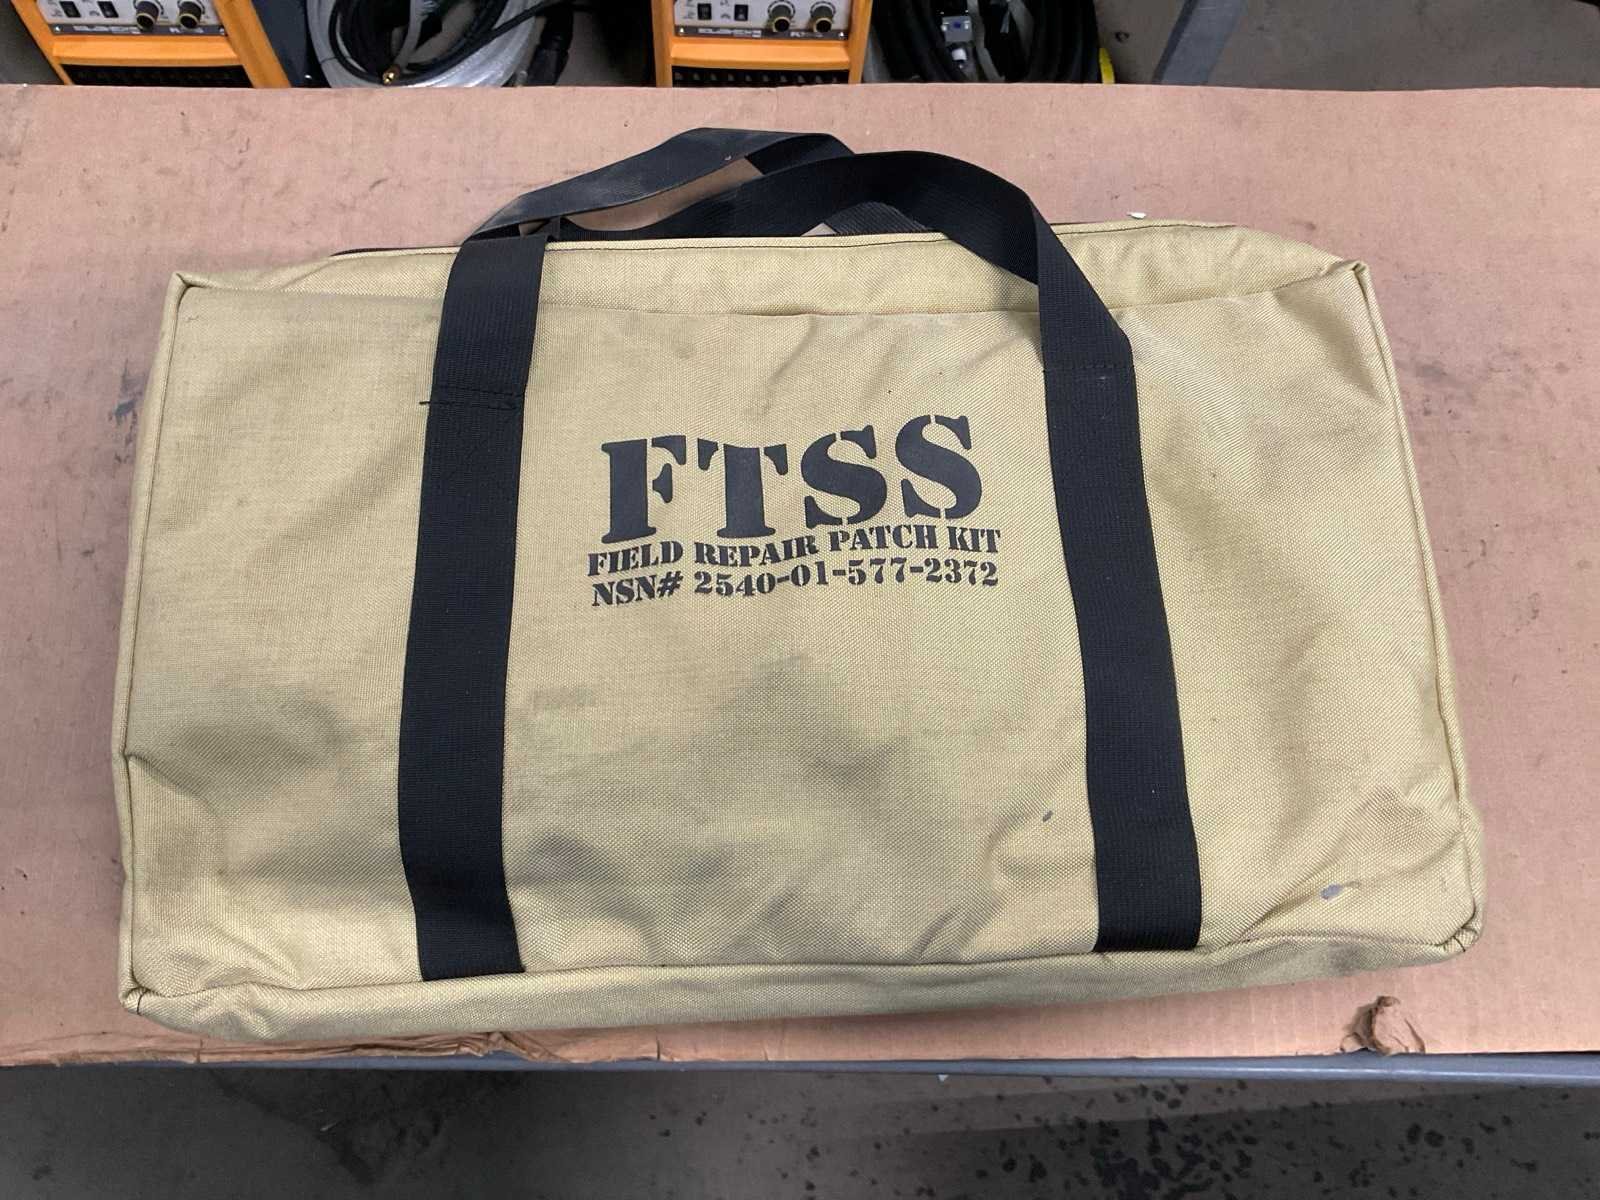 FTSS
FIELD REPAIR PATCH KIT
NSN# 2540-01-577-2372